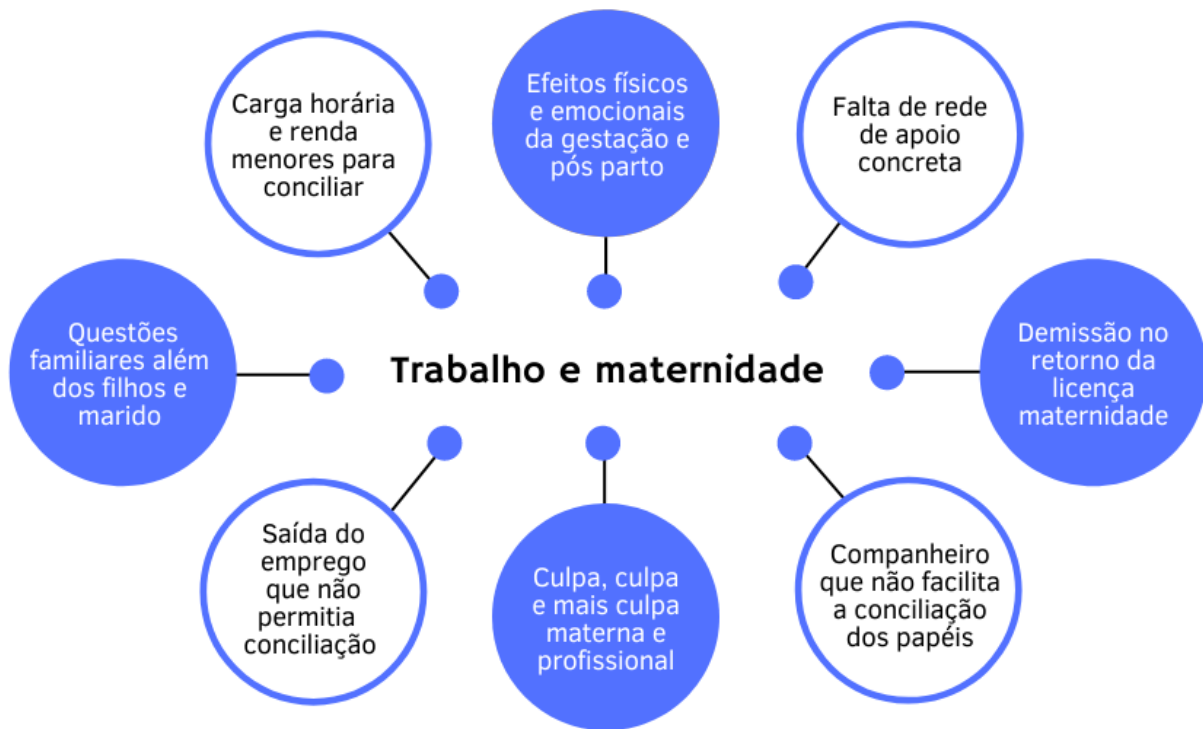 Carga horária
e renda
menores para
conciliar
Efeitos físicos
e emocionais
da gestação e
pós parto
Falta de rede
de apoio
concreta
Questões
familiares além
dos filhos e
marido
Trabalho e maternidade
Demissão no
retorno da
licença
maternidade
Saída do
emprego
que não
permitia
conciliação
Culpa, culpa
e mais culpa
materna e
profissional
Companheiro
que não facilita
a conciliação
dos papéis